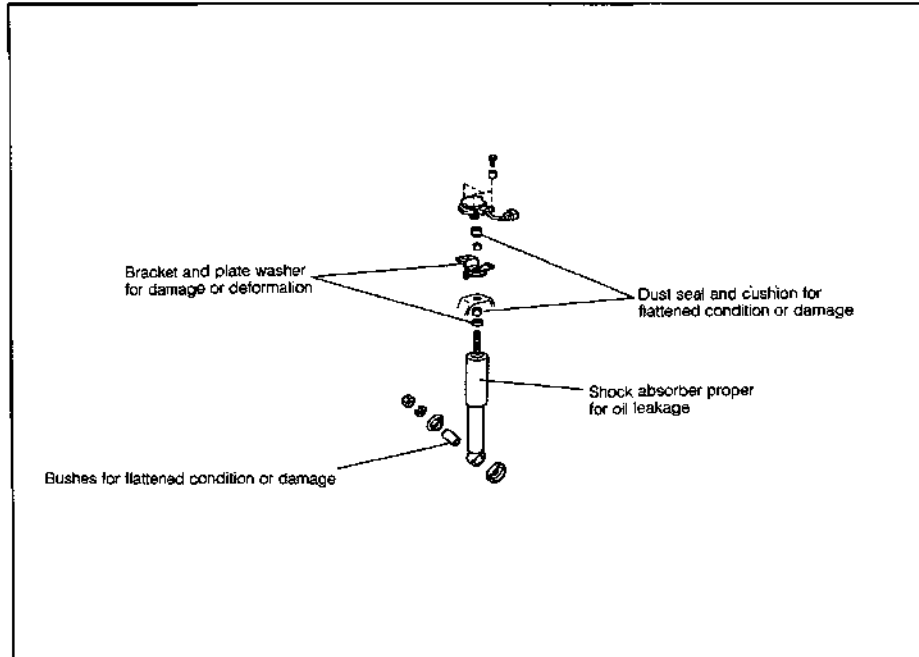 Bracket and plate washer
for damage or deformation
Dust seal and cushion for
flattened condition or damage
Shock absorber proper
for oil leakage
Bushes for flattened condition or damage